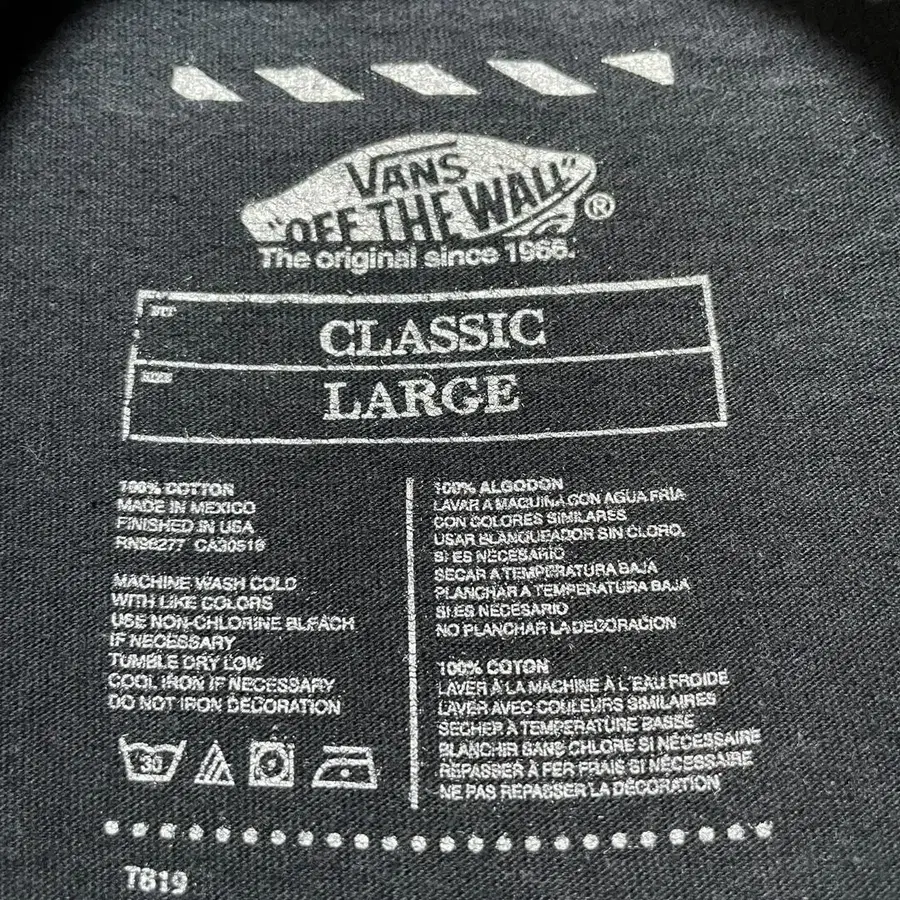 VANS
"OFF THE WALL"
®
The original since 1966.
FIT
CLASSIC
LARGE
100% COTTON
MADE IN MEXICO
FINISHED IN USA
RN96277 CA30516
MACHINE WASH COLD
WITH LIKE COLORS
USE NON-CHLORINE BLEACH
IF NECESSARY
TUMBLE DRY LOW
COOL IRON IF NECESSARY
DO NOT IRON DECORATION
30
100% ALGODON
LAVAR A MAQUINA CON AGUA FRIA
CON COLORES SIMILARES
USAR BLANQUEADOR SIN CLORO,
SI ES NECESARIO
SECAR A TEMPERATURA BAJA
PLANCHAR A TEMPERATURA BAJA
SI ES NECESARIO
NO PLANCHAR LA DECORACION
100% COTON
LAVER À LA MACHINE À L'EAU FROIDE
LAVER AVEC COULEURS SIMILAIRES
SECHER À TEMPERATURE BASSE
BLANCHIR SANS CHLORE SI NÉCESSAIRE
REPASSER À FER FRAIS SI NÉCESSAIRE
NE PAS REPASSER LA DÉCORATION
T819